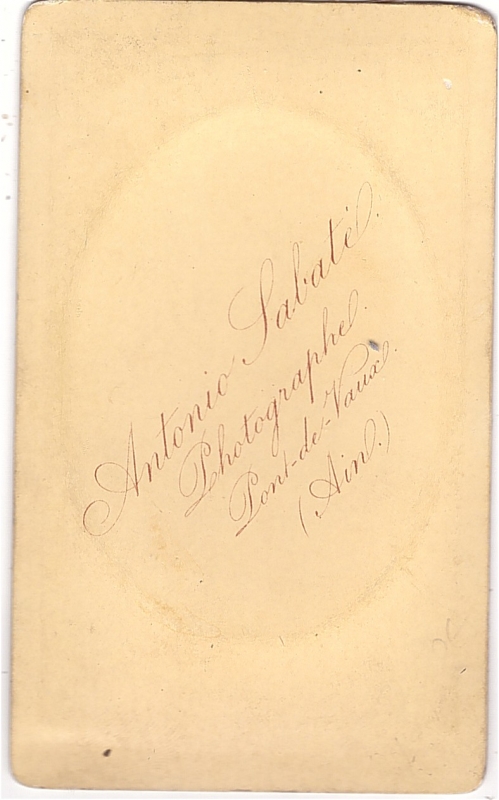 Antonio Sabaté.
Photographe.
Pont-de-Vaux.
(Ain.)